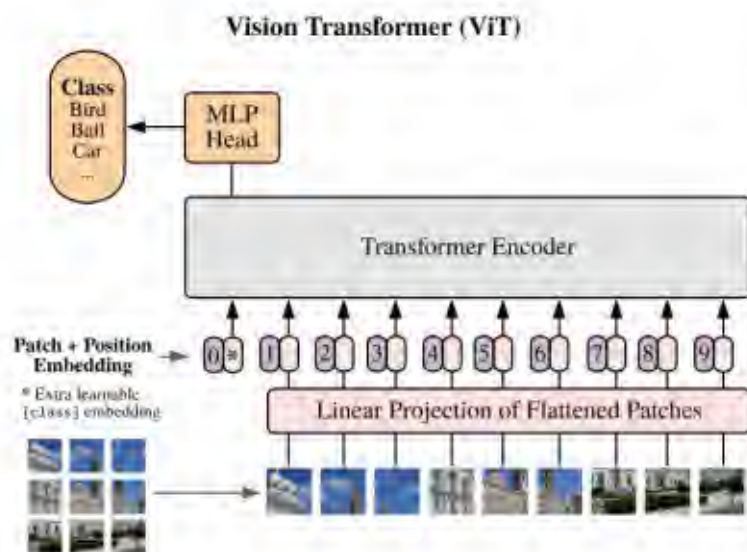 Vision Transformer (ViT)
Class
Bird
Ball
Car
...
MLP
Head
Transformer Encoder
Patch + Position
Embedding
0 * 1 2 3 4 5 6 7 8 9
* Extra learnable
[class] embedding
Linear Projection of Flattened Patches